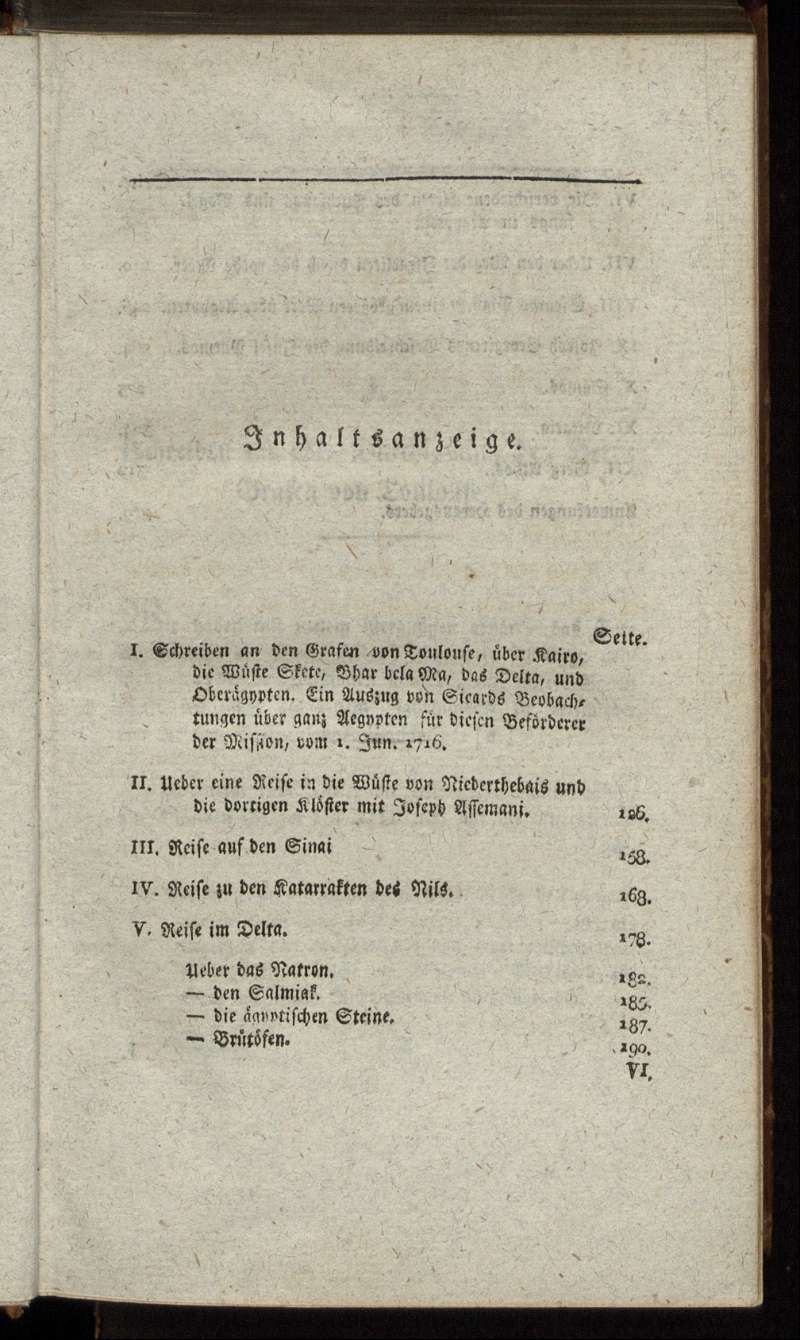 Inhaltsanzeige.
Seite.
I. Schreiben an den Grafen von Toulouse, über Kairo,
die Wüste Skete, Bhar bela Ma, das Delta, und
Oberägypten. Ein Auszug von Sicards Beobach-
tungen über ganz Aegypten für diesen Beförderer
der Mission, vom 1. Jun. 1716.
II. Ueber eine Reise in die Wüste von Niederthebais und
die dortigen Klöster mit Joseph Assemani. 126.
III. Reise auf den Sinai 158.
IV. Reise zu den Katarrakten des Nils. 168.
V. Reise im Delta. 178.
Ueber das Natron. 182.
— den Salmiak. 185.
— die ägyptischen Steine. 187.
— Brütöfen. 190.
VI.